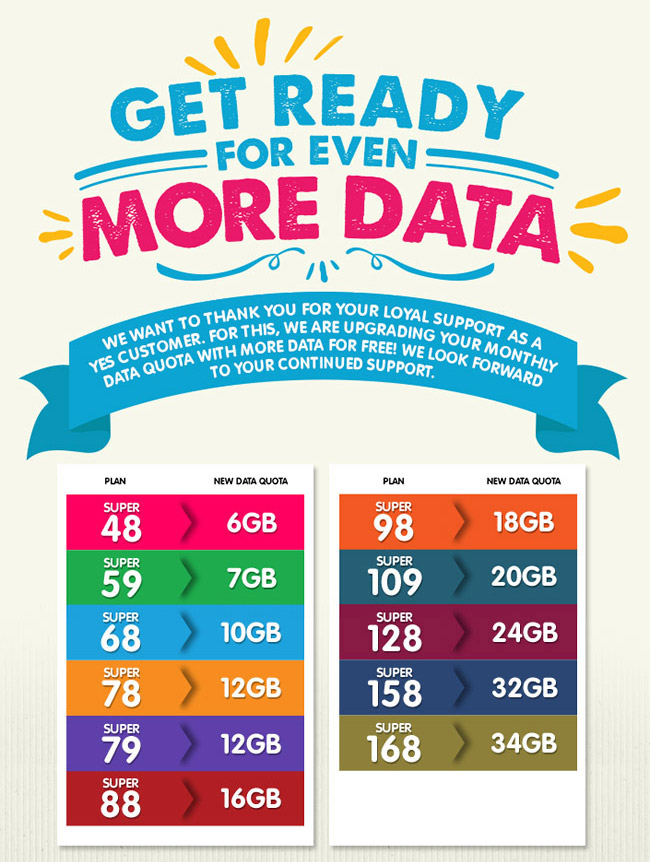 GET READY
FOR EVEN
MORE DATA
WE WANT TO THANK YOU FOR YOUR LOYAL SUPPORT AS A
YES CUSTOMER. FOR THIS, WE ARE UPGRADING YOUR MONTHLY
DATA QUOTA WITH MORE DATA FOR FREE! WE LOOK FORWARD
TO YOUR CONTINUED SUPPORT.
PLAN NEW DATA QUOTA
SUPER
48 6GB
SUPER
59 7GB
SUPER
68 10GB
SUPER
78 12GB
SUPER
79 12GB
SUPER
88 16GB
PLAN NEW DATA QUOTA
SUPER
98 18GB
SUPER
109 20GB
SUPER
128 24GB
SUPER
158 32GB
SUPER
168 34GB